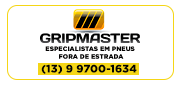 GRIPMASTER
ESPECIALISTAS EM PNEUS
FORA DE ESTRADA
(13) 9 9700-1634